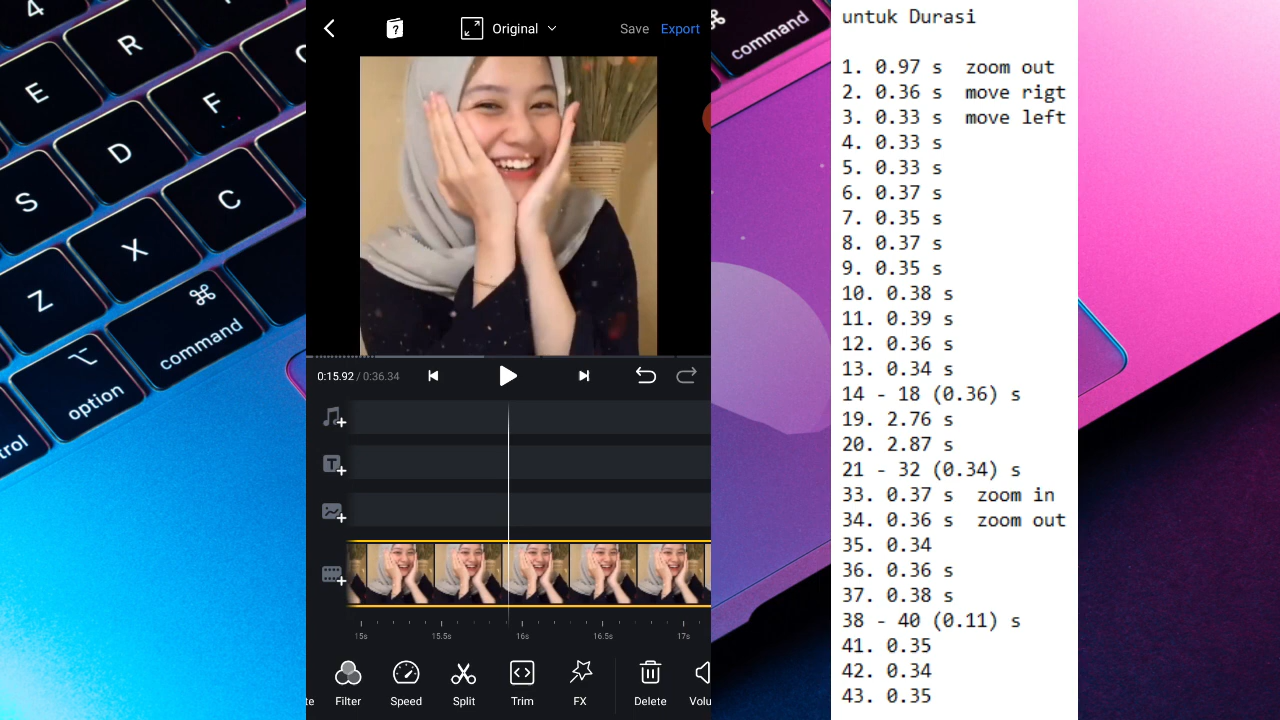 4
R
E
F
D
S
C
X
Z
command
option
trol
?
Original
Save
Export
0:15.92 / 0:36.34
T
15s
15.5s
16s
16.5s
17s
Filter
Speed
Split
Trim
FX
Delete
Volu
command
untuk Durasi
1. 0.97 s zoom out
2. 0.36 s move rigt
3. 0.33 s move left
4. 0.33 s
5. 0.33 s
6. 0.37 s
7. 0.35 s
8. 0.37 s
9. 0.35 s
10. 0.38 s
11. 0.39 s
12. 0.36 s
13. 0.34 s
14 - 18 (0.36) s
19. 2.76 s
20. 2.87 s
21 - 32 (0.34) s
33. 0.37 s zoom in
34. 0.36 s zoom out
35. 0.34
36. 0.36 s
37. 0.38 s
38 - 40 (0.11) s
41. 0.35
42. 0.34
43. 0.35